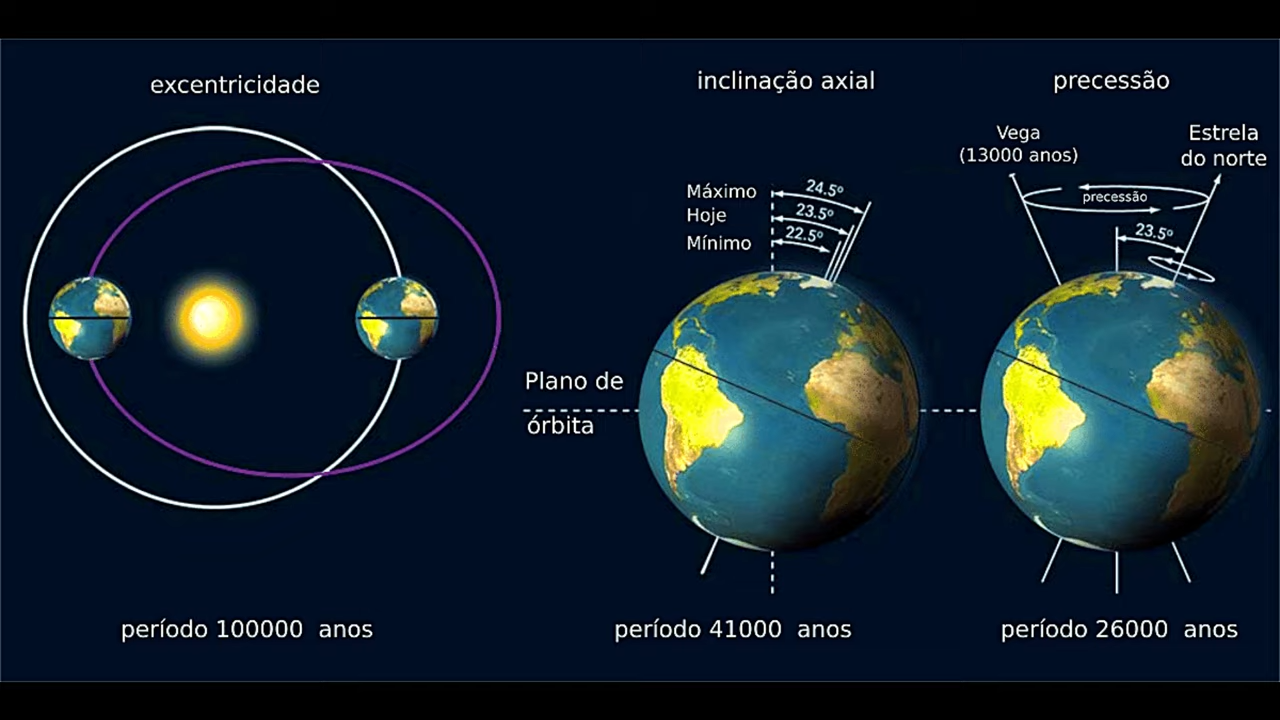 excentricidade
período 100000 anos
inclinação axial
Máximo
24.5º
Hoje
23.5º
Mínimo
22.5º
Plano de
órbita
período 41000 anos
precessão
Vega
(13000 anos)
Estrela
do norte
precessão
23.5º
período 26000 anos